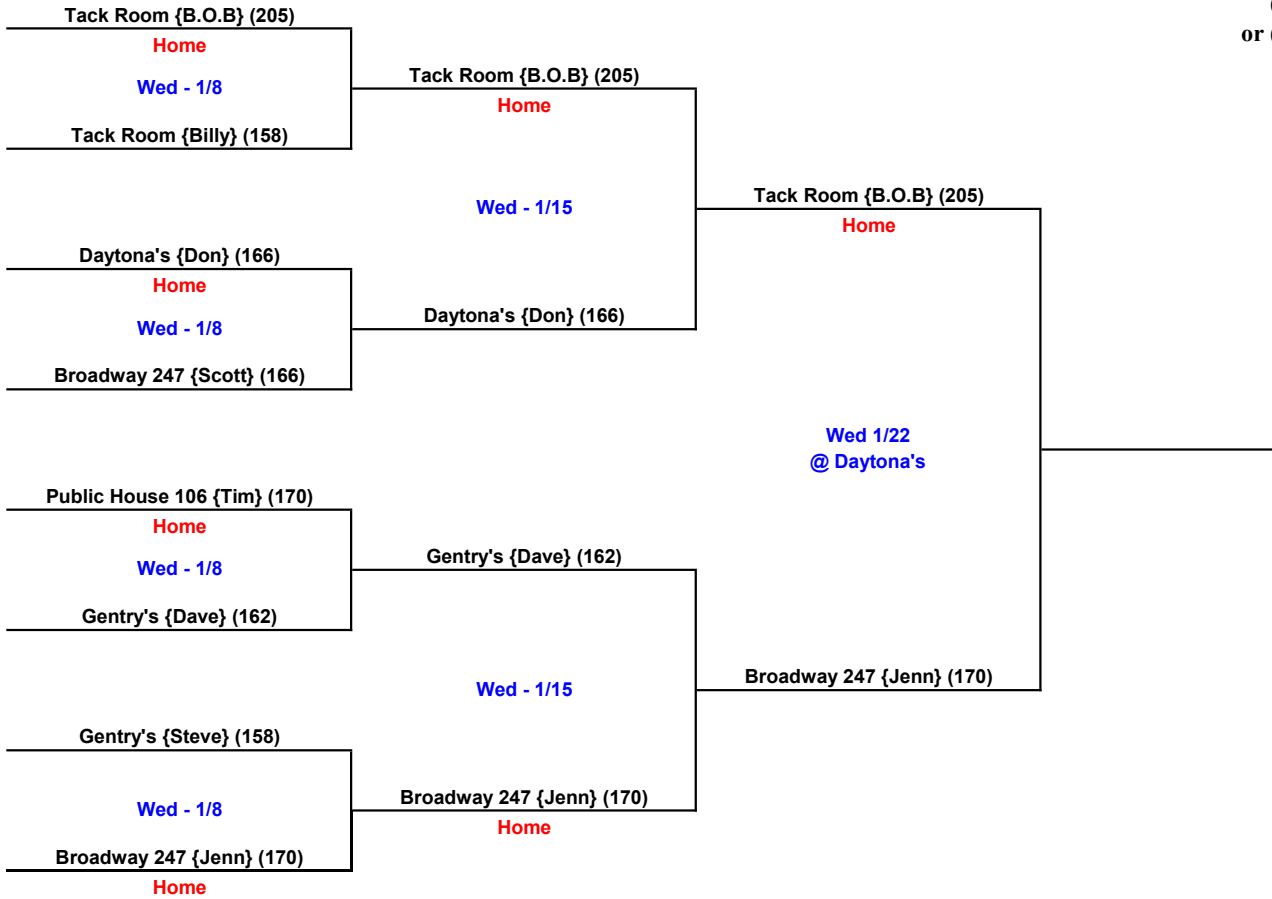 Tack Room {B.O.B} (205)
Home
Wed - 1/8
Tack Room {Billy} (158)
Daytona's {Don} (166)
Home
Wed - 1/8
Broadway 247 {Scott} (166)
Public House 106 {Tim} (170)
Home
Wed - 1/8
Gentry's {Dave} (162)
Gentry's {Steve} (158)
Wed - 1/8
Broadway 247 {Jenn} (170)
Home
Tack Room {B.O.B} (205)
Home
Wed - 1/15
Daytona's {Don} (166)
Gentry's {Dave} (162)
Wed - 1/15
Broadway 247 {Jenn} (170)
Home
Tack Room {B.O.B} (205)
Home
Wed 1/22
@ Daytona's
Broadway 247 {Jenn} (170)
or